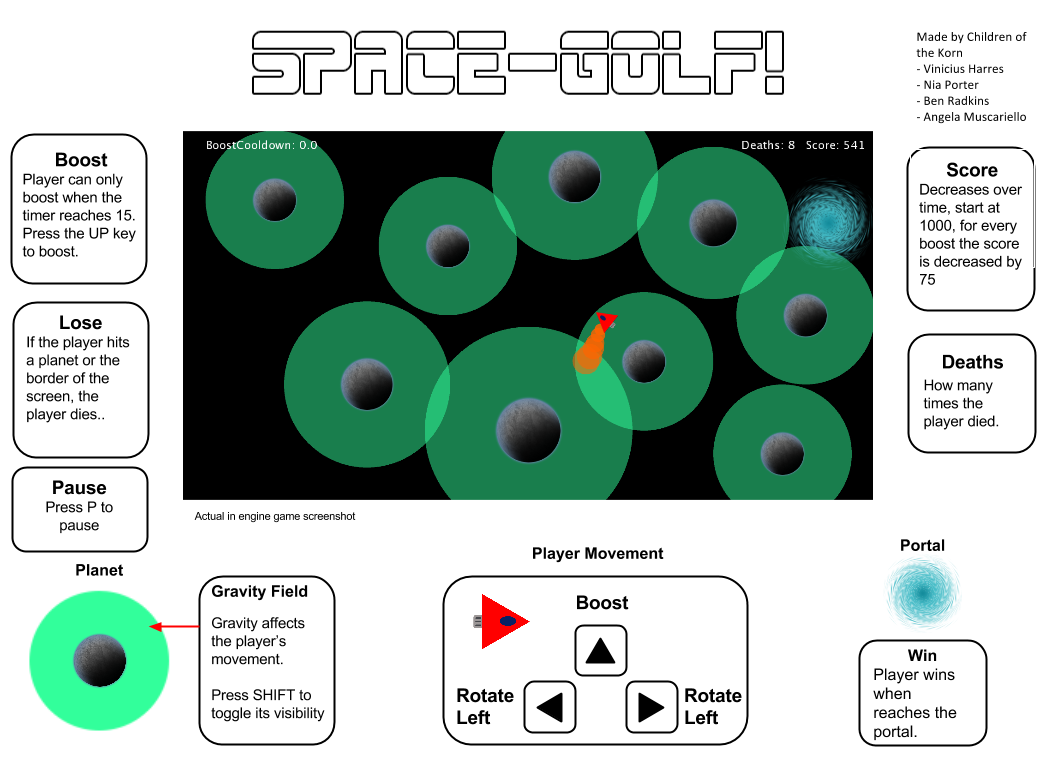 SPACE-GOLF!
Made by Children of
the Korn
- Vinicius Harres
- Nia Porter
- Ben Radkins
- Angela Muscariello
Boost
Player can only
boost when the
timer reaches 15.
Press the UP key
to boost.
Lose
If the player hits
a planet or the
border of the
screen, the
player dies..
Pause
Press P to
pause
BoostCooldown: 0.0
Deaths: 8 Score: 541
Actual in engine game screenshot
Score
Decreases over
time, start at
1000, for every
boost the score
is decreased by
75
Deaths
How many
times the
player died.
Planet
Gravity Field
Gravity affects
the player's
movement.
Press SHIFT to
toggle its visibility
Player Movement
Boost
Rotate
Left
Rotate
Left
Portal
Win
Player wins
when
reaches the
portal.